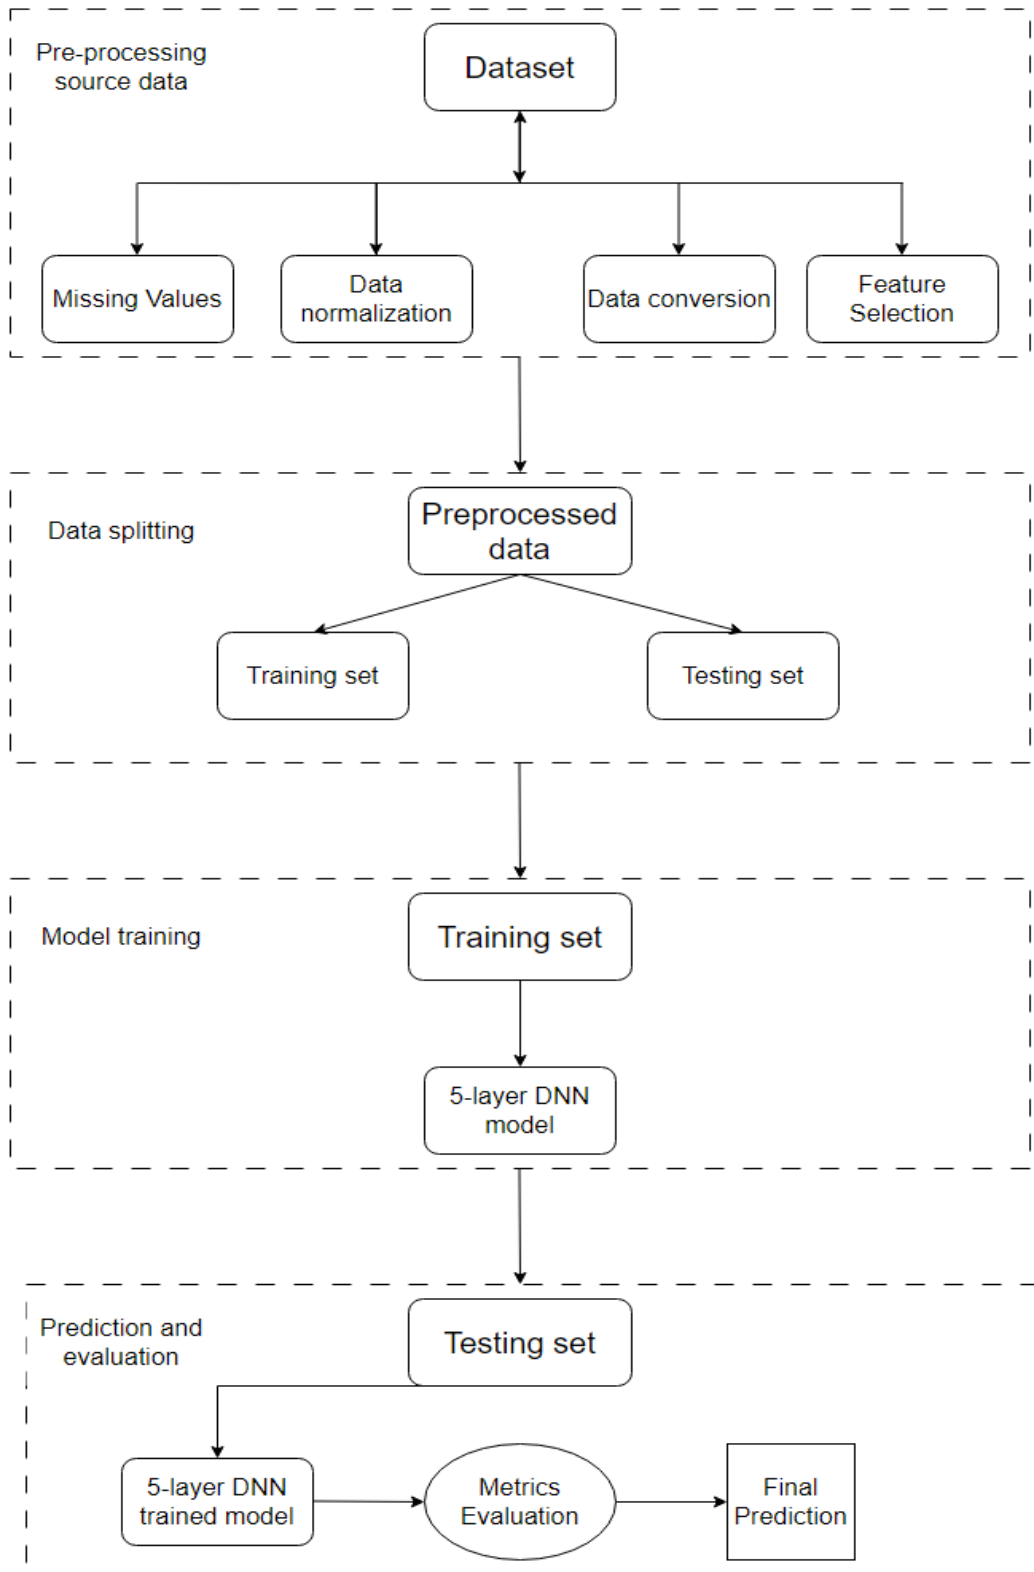 Pre-processing
source data
Dataset
Missing Values
Data
normalization
Data conversion
Feature
Selection
Data splitting
Preprocessed
data
Training set
Testing set
Model training
Training set
5-layer DNN
model
Prediction and
evaluation
Testing set
5-layer DNN
trained model
Metrics
Evaluation
Final
Prediction